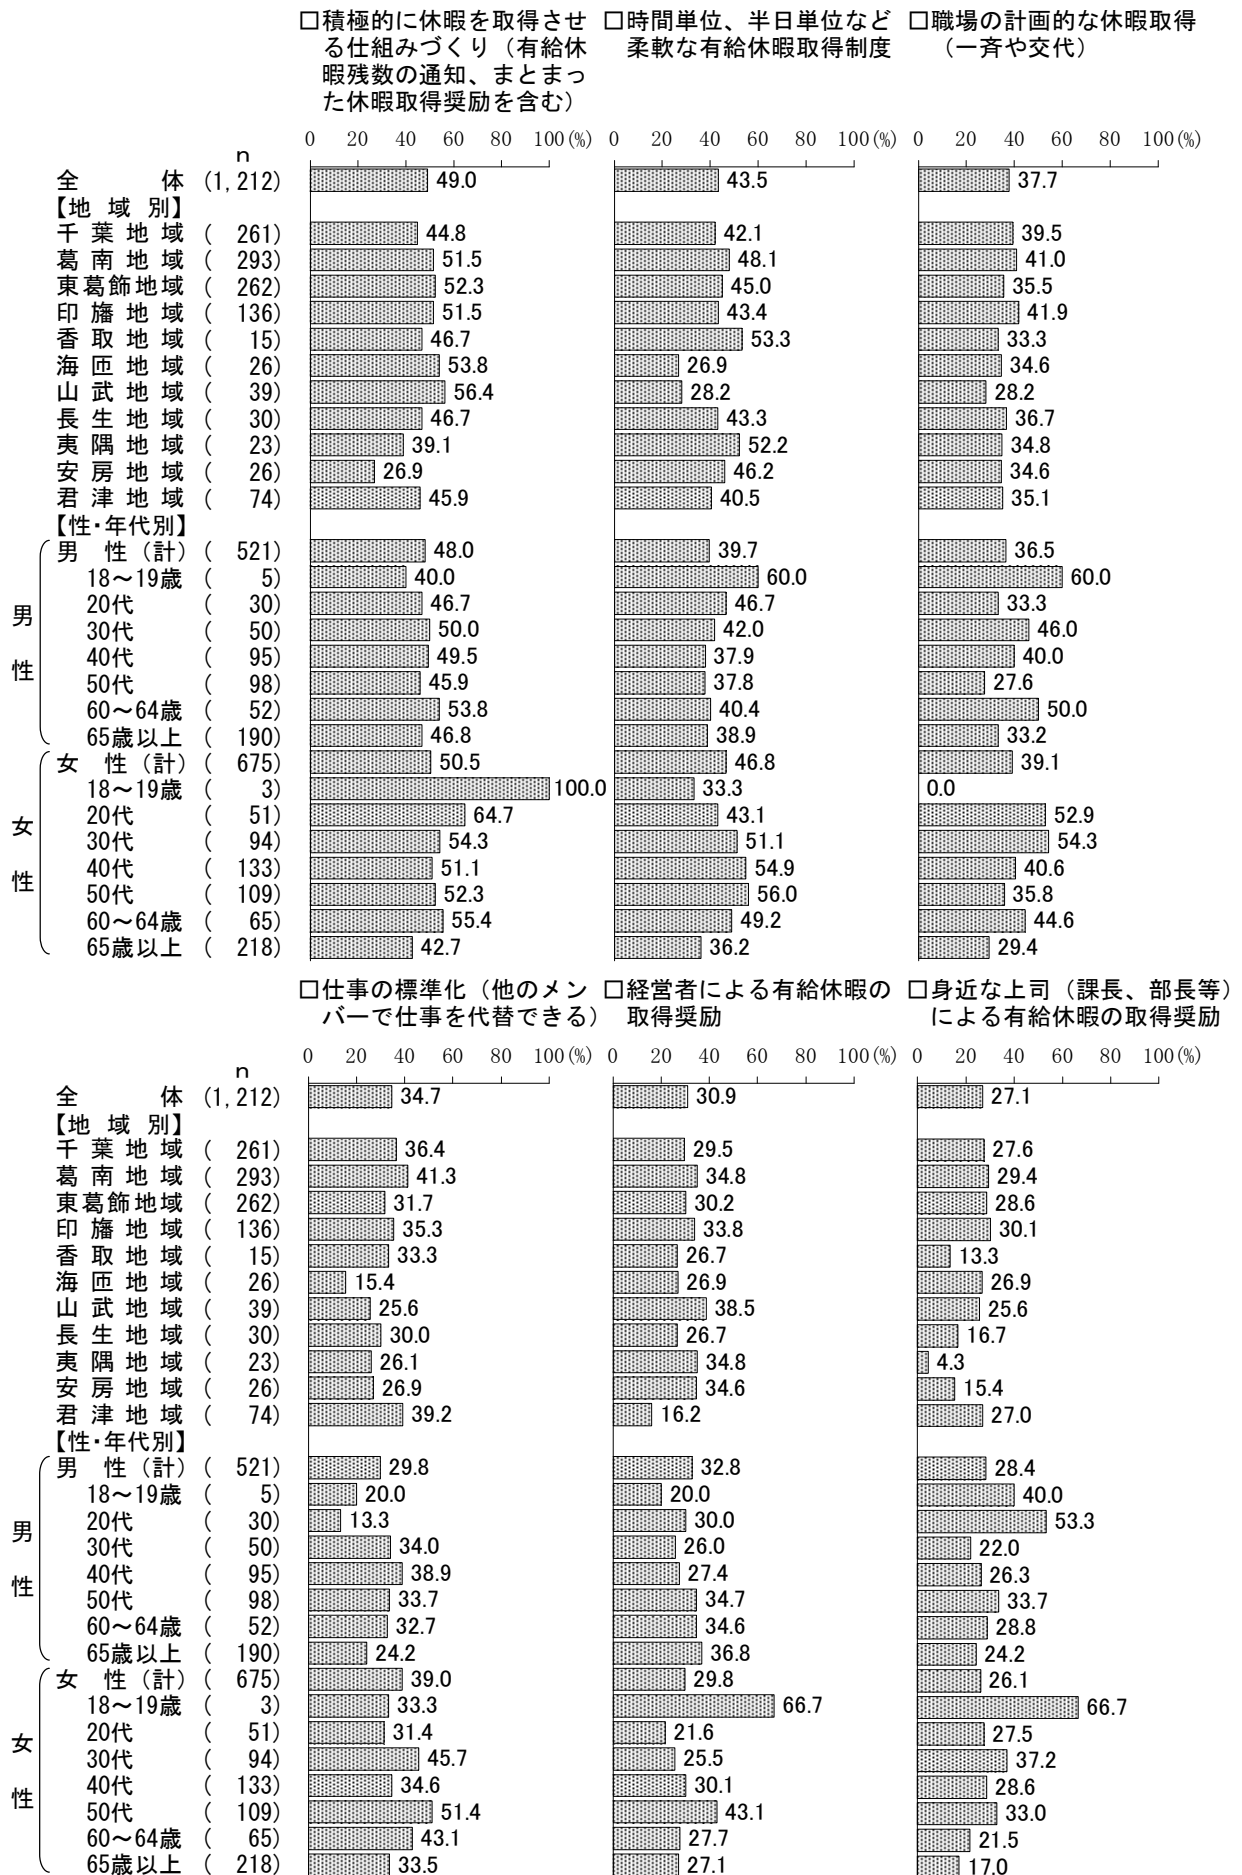 □積極的に休暇を取得させ
る仕組みづくり（有給休
暇残数の通知、まとまっ
た休暇取得奨励を含む）
□時間単位、半日単位など
柔軟な有給休暇取得制度
□職場の計画的な休暇取得
（一斉や交代）
0 20 40 60 80 100(%) 0 20 40 60 80 100(%) 0 20 40 60 80 100(%)
n
全 体 (1,212) 49.0 43.5 37.7
【地 域 別】
千 葉 地 域 ( 261) 44.8 42.1 39.5
葛 南 地 域 ( 293) 51.5 48.1 41.0
東葛飾地域 ( 262) 52.3 45.0 35.5
印 旛 地 域 ( 136) 51.5 43.4 41.9
香 取 地 域 ( 15) 46.7 53.3 33.3
海 匝 地 域 ( 26) 53.8 26.9 34.6
山 武 地 域 ( 39) 56.4 28.2 28.2
長 生 地 域 ( 30) 46.7 43.3 36.7
夷 隅 地 域 ( 23) 39.1 52.2 34.8
安 房 地 域 ( 26) 26.9 46.2 34.6
君 津 地 域 ( 74) 45.9 40.5 35.1
【性・年代別】
男 性（計） ( 521) 48.0 39.7 36.5
18～19歳 ( 5) 40.0 60.0 60.0
20代 ( 30) 46.7 46.7 33.3
男
30代 ( 50) 50.0 42.0 46.0
40代 ( 95) 49.5 37.9 40.0
性
50代 ( 98) 45.9 37.8 27.6
60～64歳 ( 52) 53.8 40.4 50.0
65歳以上 ( 190) 46.8 38.9 33.2
女 性（計） ( 675) 50.5 46.8 39.1
18～19歳 ( 3) 100.0 33.3 0.0
20代 ( 51) 64.7 43.1 52.9
女
30代 ( 94) 54.3 51.1 54.3
40代 ( 133) 51.1 54.9 40.6
性
50代 ( 109) 52.3 56.0 35.8
60～64歳 ( 65) 55.4 49.2 44.6
65歳以上 ( 218) 42.7 36.2 29.4
□仕事の標準化（他のメン
バーで仕事を代替できる）
□経営者による有給休暇の
取得奨励
□身近な上司（課長、部長等）
による有給休暇の取得奨励
0 20 40 60 80 100(%) 0 20 40 60 80 100(%) 0 20 40 60 80 100(%)
n
全 体 (1,212) 34.7 30.9 27.1
【地 域 別】
千 葉 地 域 ( 261) 36.4 29.5 27.6
葛 南 地 域 ( 293) 41.3 34.8 29.4
東葛飾地域 ( 262) 31.7 30.2 28.6
印 旛 地 域 ( 136) 35.3 33.8 30.1
香 取 地 域 ( 15) 33.3 26.7 13.3
海 匝 地 域 ( 26) 15.4 26.9 26.9
山 武 地 域 ( 39) 25.6 38.5 25.6
長 生 地 域 ( 30) 30.0 26.7 16.7
夷 隅 地 域 ( 23) 26.1 34.8 4.3
安 房 地 域 ( 26) 26.9 34.6 15.4
君 津 地 域 ( 74) 39.2 16.2 27.0
【性・年代別】
男 性（計） ( 521) 29.8 32.8 28.4
18～19歳 ( 5) 20.0 20.0 40.0
20代 ( 30) 13.3 30.0 53.3
男
30代 ( 50) 34.0 26.0 22.0
40代 ( 95) 38.9 27.4 26.3
性
50代 ( 98) 33.7 34.7 33.7
60～64歳 ( 52) 32.7 34.6 28.8
65歳以上 ( 190) 24.2 36.8 24.2
女 性（計） ( 675) 39.0 29.8 26.1
18～19歳 ( 3) 33.3 66.7 66.7
20代 ( 51) 31.4 21.6 27.5
女
30代 ( 94) 45.7 25.5 37.2
40代 ( 133) 34.6 30.1 28.6
性
50代 ( 109) 51.4 43.1 33.0
60～64歳 ( 65) 43.1 27.7 21.5
65歳以上 ( 218) 33.5 27.1 17.0